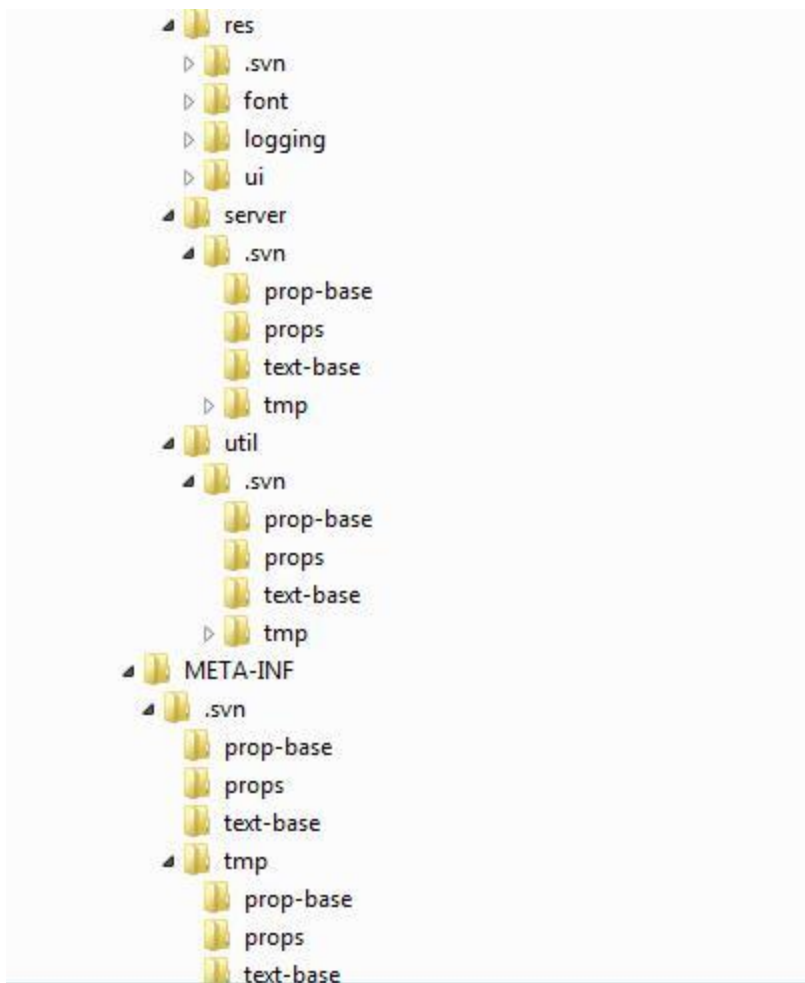 res
.svn
font
logging
ui
server
.svn
prop-base
props
text-base
tmp
util
.svn
prop-base
props
text-base
tmp
META-INF
.svn
prop-base
props
text-base
tmp
prop-base
props
text-base